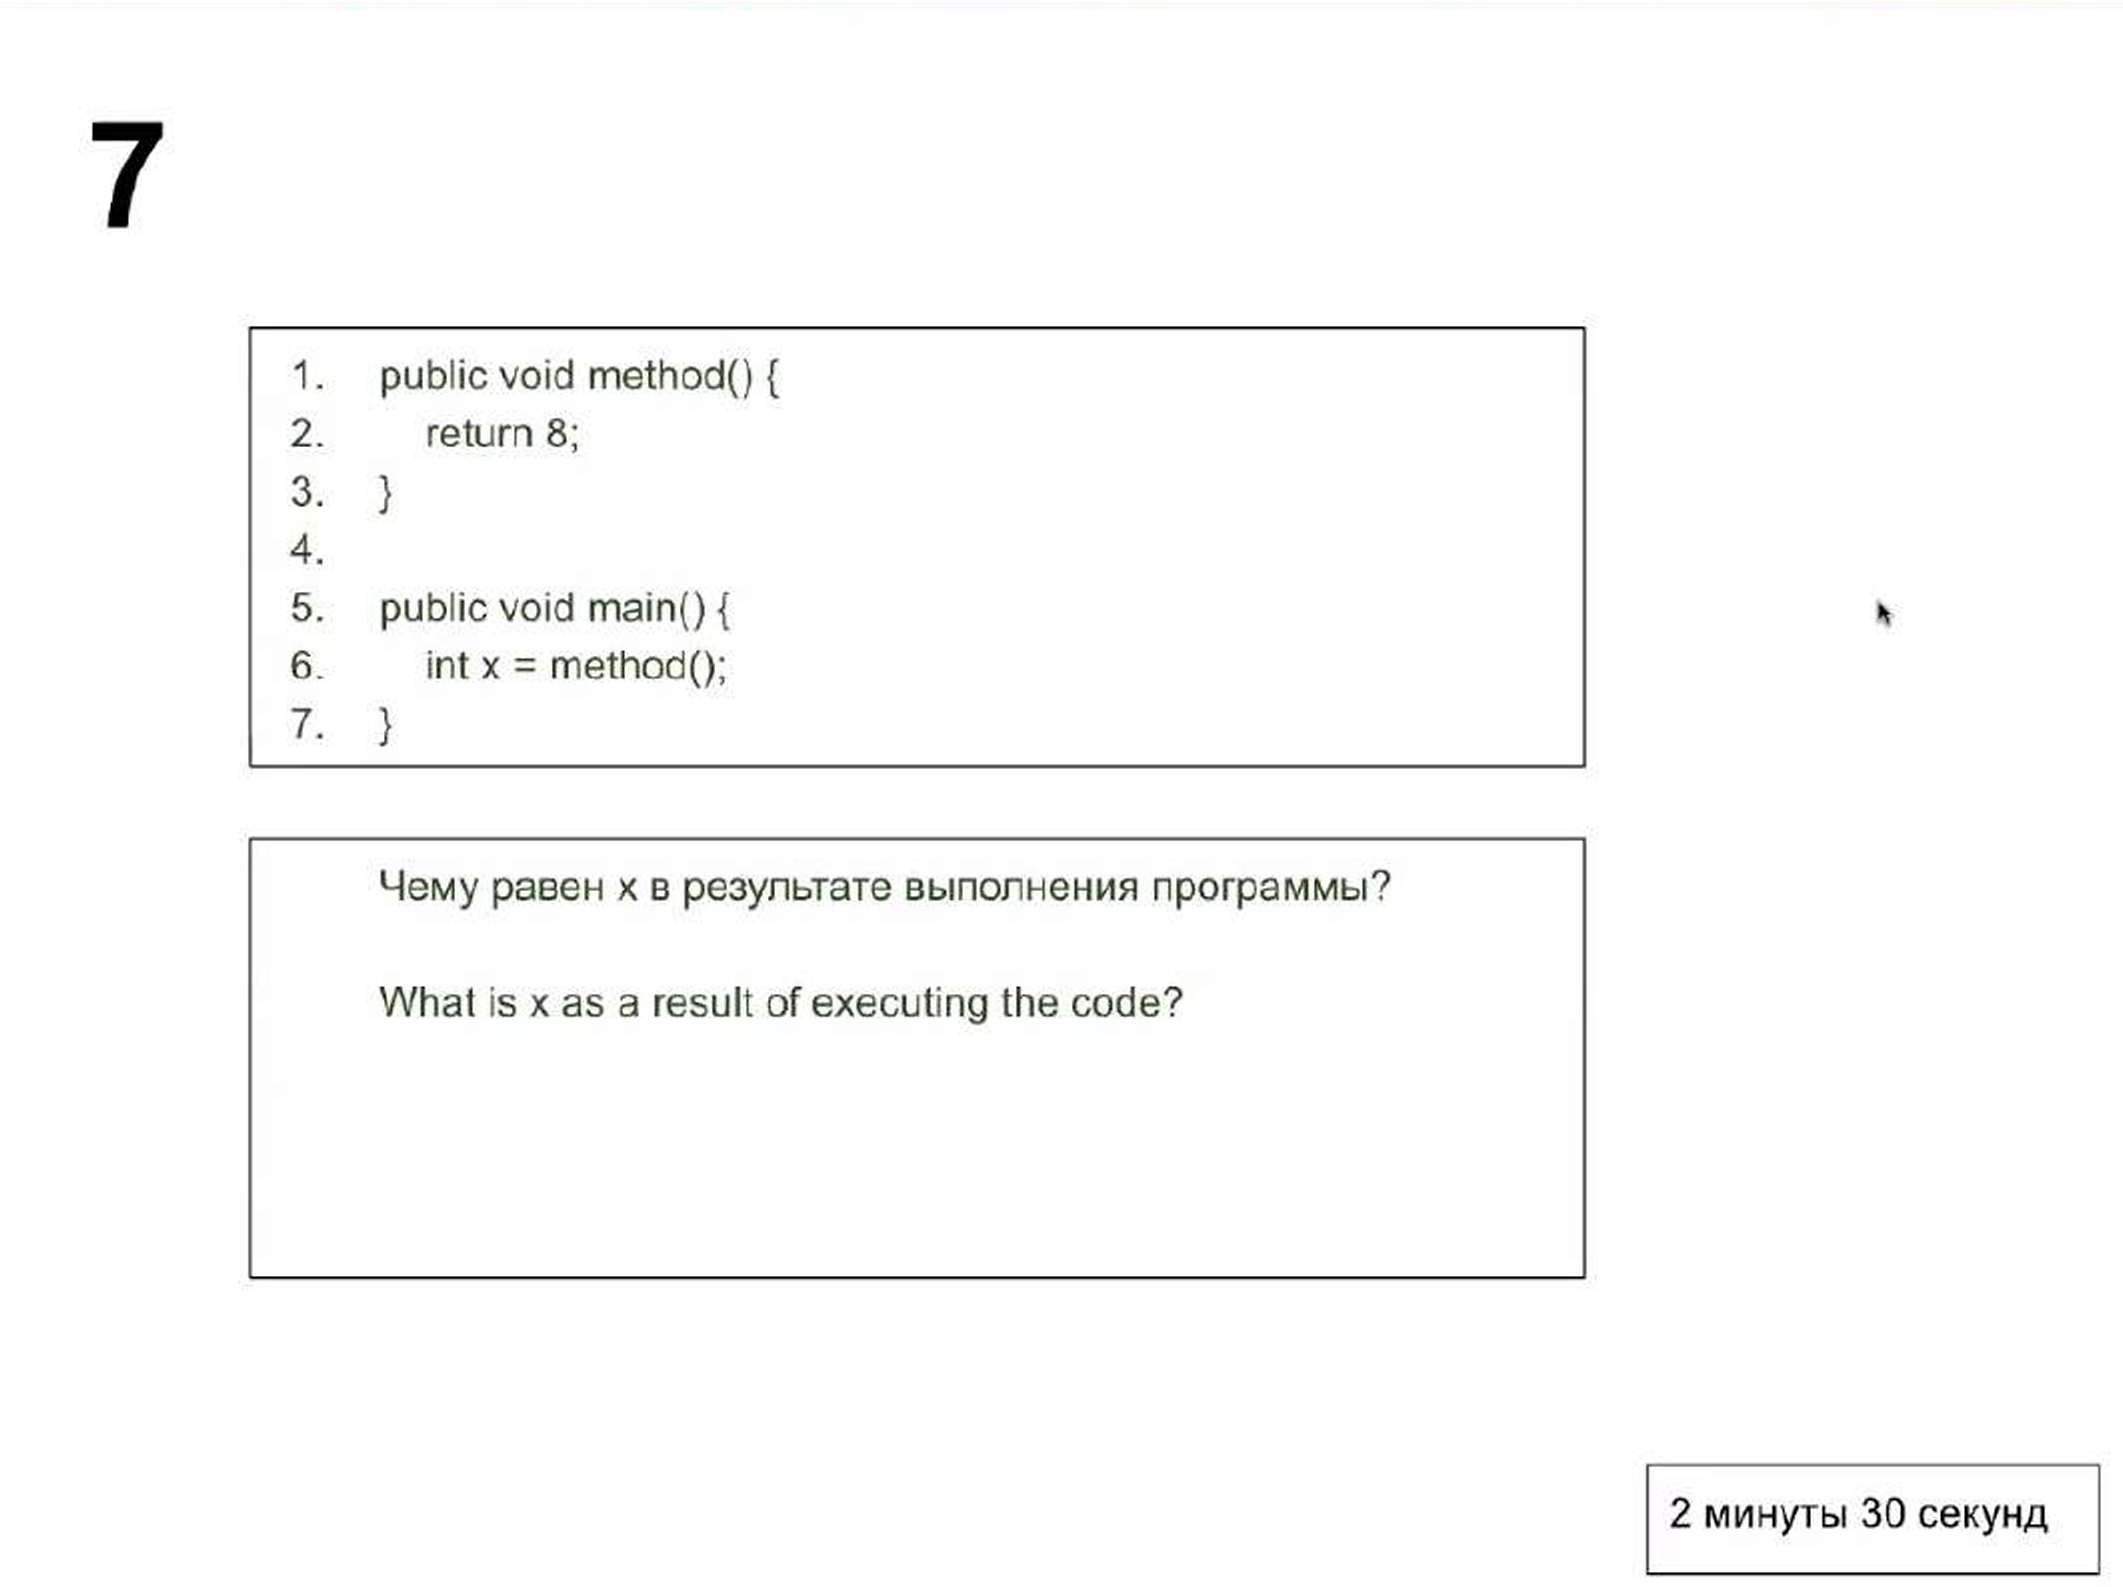 7
1. public void method() {
2. return 8;
3. }
4.
5. public void main() {
6. int x = method();
7. }
Чему равен x в результате выполнения программы?
What is x as a result of executing the code?
2 минуты 30 секунд